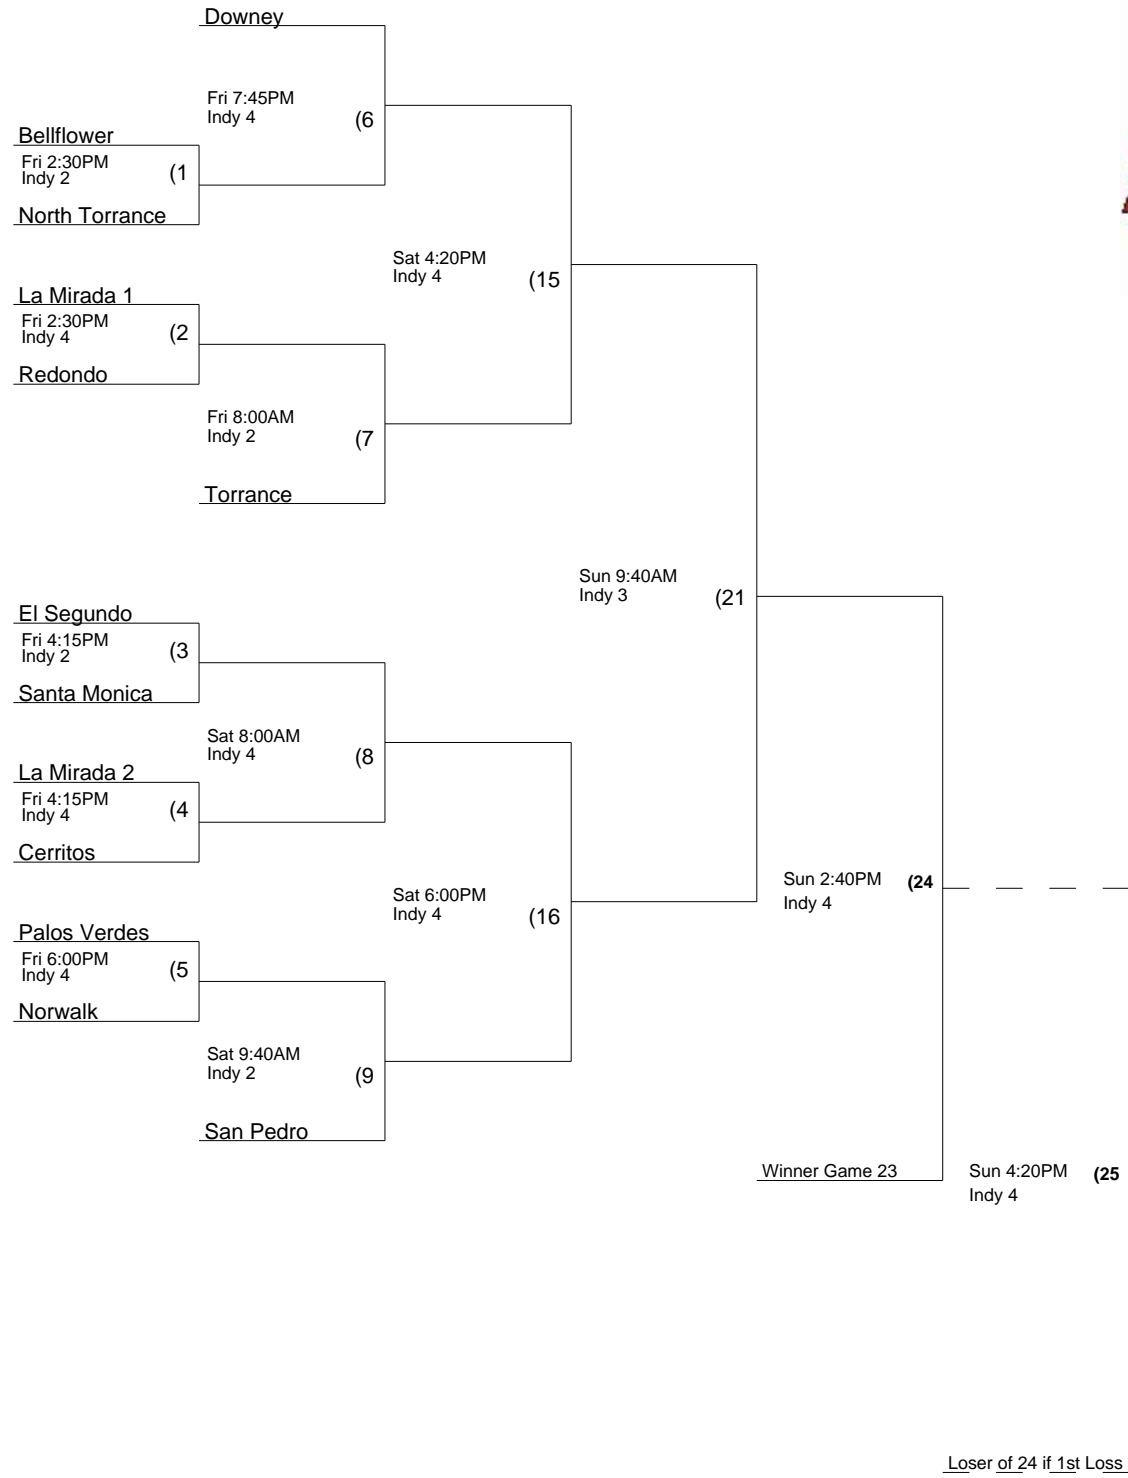 Downey
Fri 7:45PM
Indy 4
(6
Bellflower
Fri 2:30PM
Indy 2
(1
North Torrance
Sat 4:20PM
Indy 4
(15
La Mirada 1
Fri 2:30PM
Indy 4
(2
Redondo
Fri 8:00AM
Indy 2
(7
Torrance
Sun 9:40AM
Indy 3
(21
El Segundo
Fri 4:15PM
Indy 2
(3
Santa Monica
Sat 8:00AM
Indy 4
(8
La Mirada 2
Fri 4:15PM
Indy 4
(4
Cerritos
Sun 2:40PM
Indy 4
(24
Sat 6:00PM
Indy 4
(16
Palos Verdes
Fri 6:00PM
Indy 4
(5
Norwalk
Sat 9:40AM
Indy 2
(9
San Pedro
Winner Game 23
Sun 4:20PM
Indy 4
(25
Loser of 24 if 1st Loss